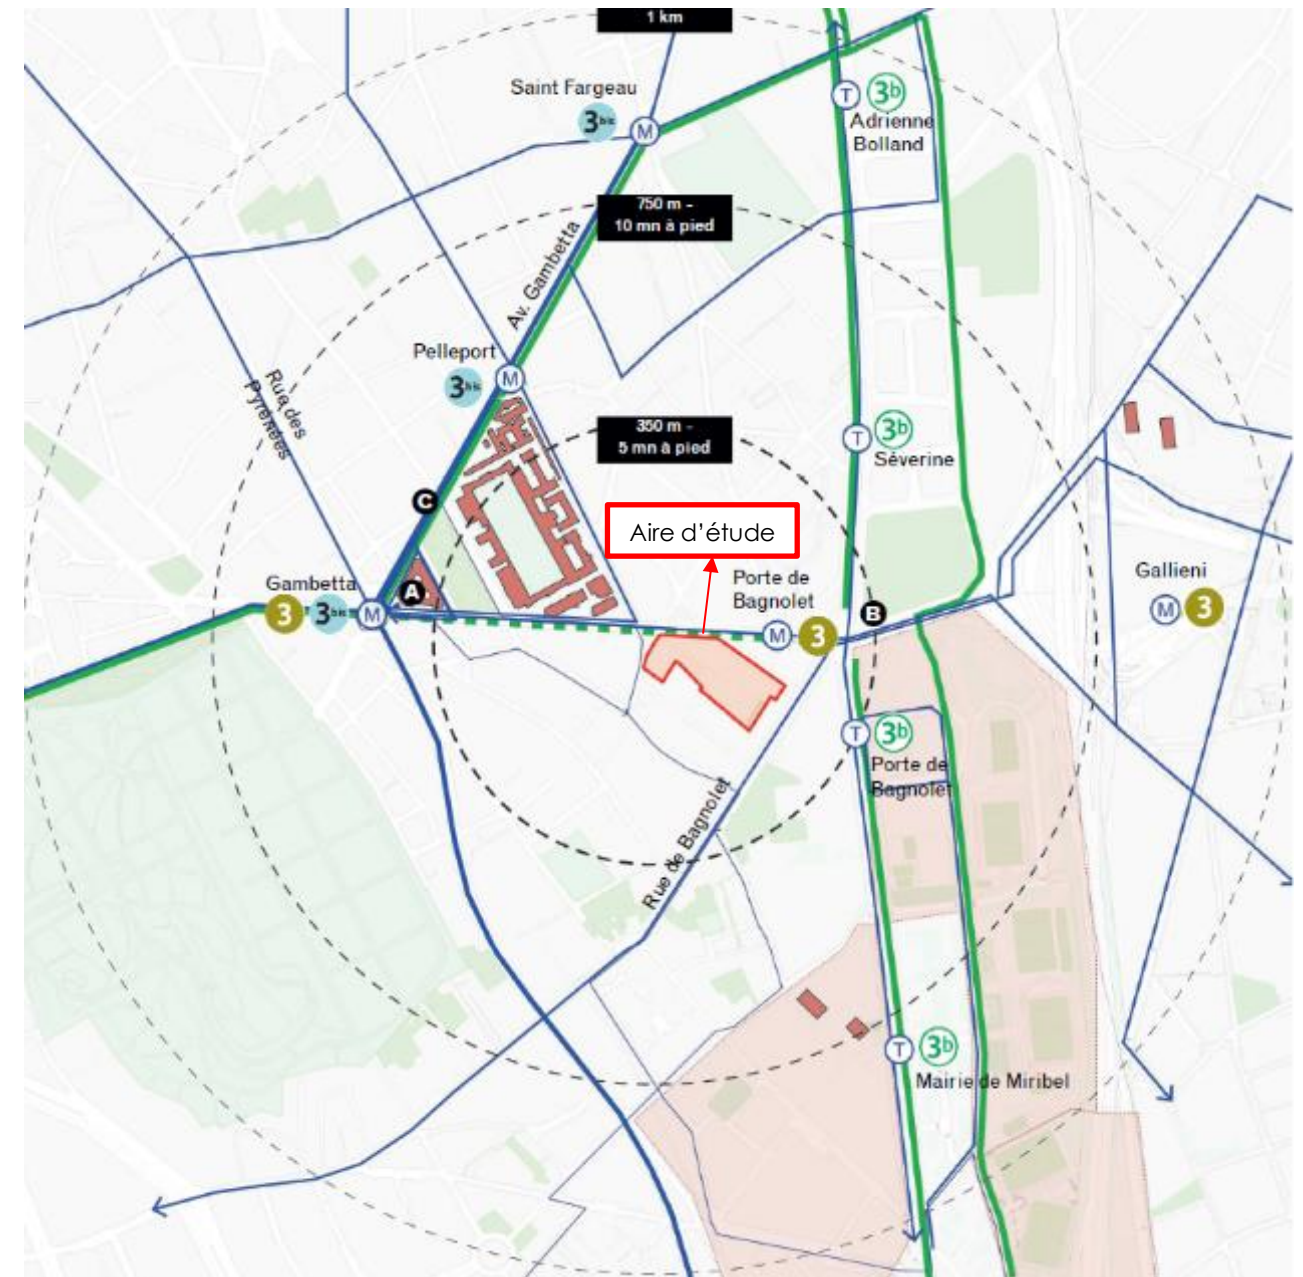 1 km
Saint Fargeau
3bis
M
T
3b
Adrienne
Bolland
750 m –
10 mn à pied
Av. Gambetta
Pelleport
3bis
M
Rue des
Pyrénées
350 m –
5 mn à pied
T
3b
Séverine
C
Aire d’étude
Gambetta
3
3bis
M
A
Porte de
Bagnolet
M
3
B
Gallieni
M
3
T
3b
Porte de
Bagnolet
Rue de Bagnolet
T
3b
Mairie de Miribel